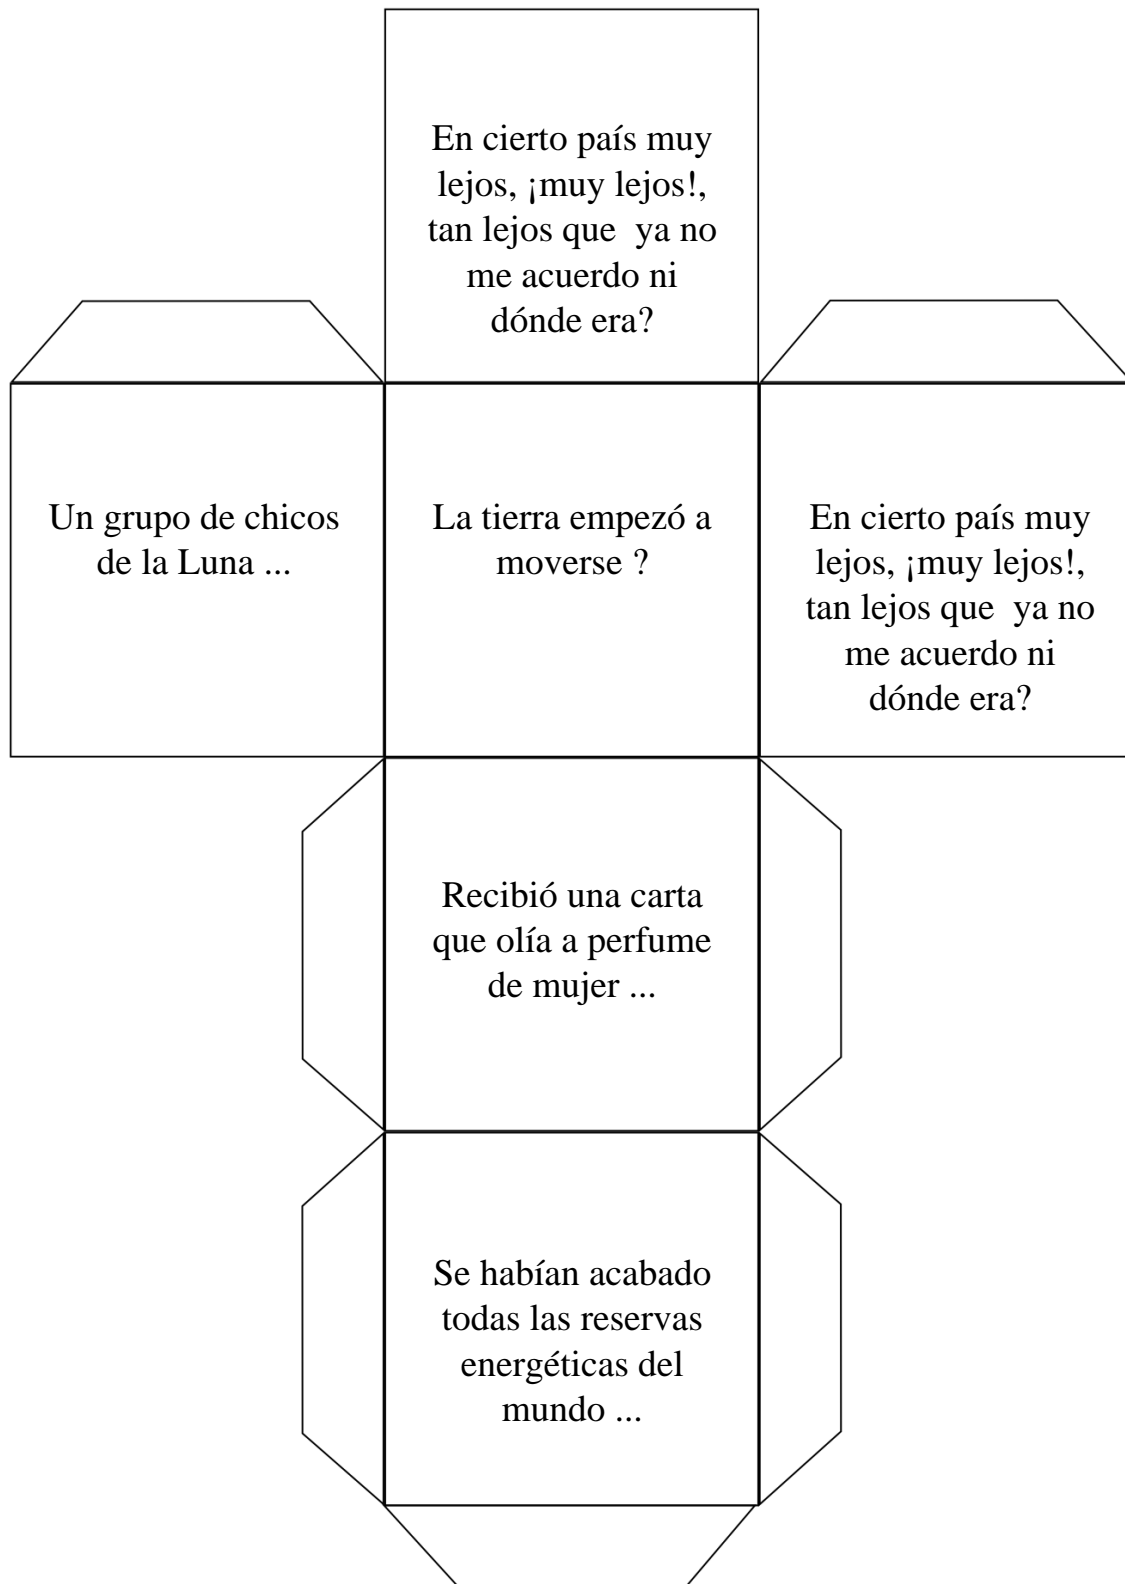 En cierto país muy
lejos, ¡muy lejos!,
tan lejos que  ya no
me acuerdo ni
dónde era?
Un grupo de chicos
de la Luna ...
La tierra empezó a
moverse ?
En cierto país muy
lejos, ¡muy lejos!,
tan lejos que  ya no
me acuerdo ni
dónde era?
Recibió una carta
que olía a perfume
de mujer ...
Se habían acabado
todas las reservas
energéticas del
mundo ...